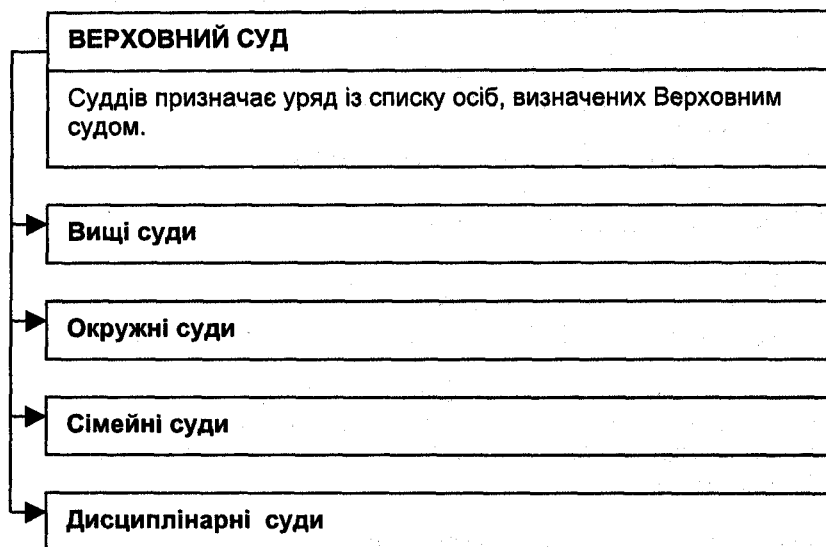 ВЕРХОВНИЙ СУД
Суддів призначає уряд із списку осіб, визначених Верховним
судом.
Вищі суди
Окружні суди
Сімейні суди
Дисциплінарні суди